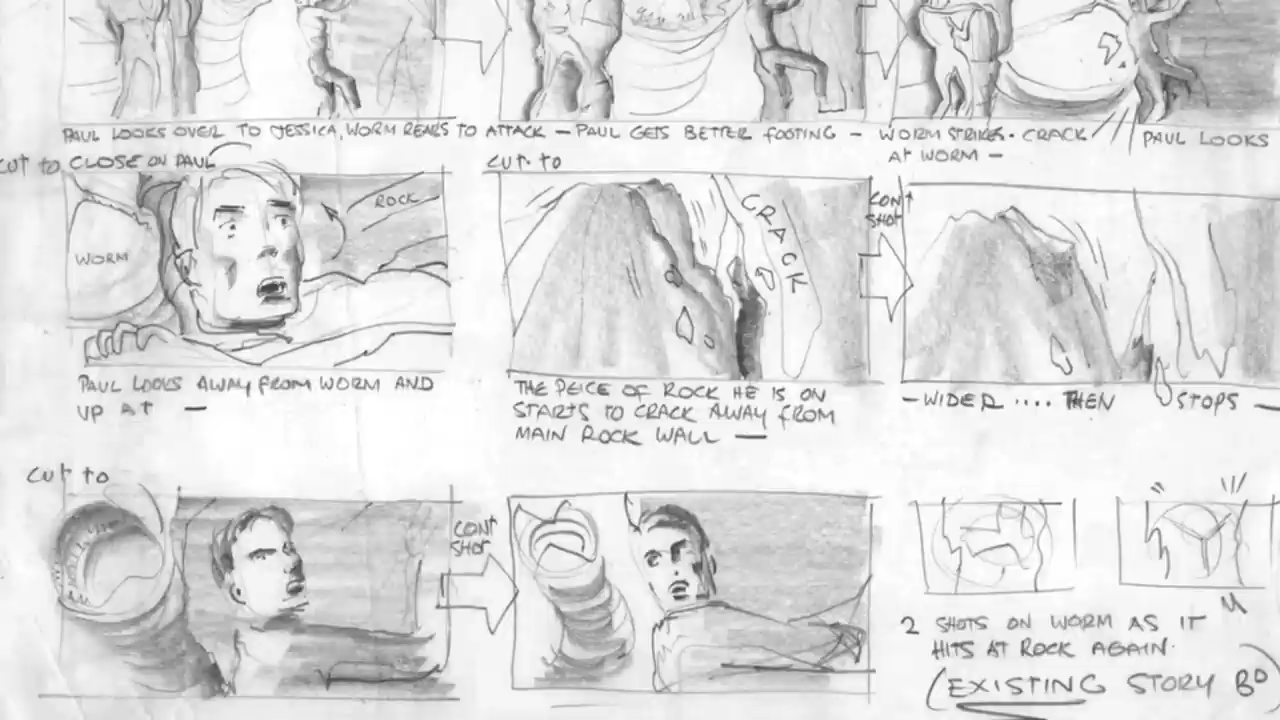 PAUL LOOKS OVER TO JESSICA, WORM REARS TO ATTACK — PAUL GETS BETTER FOOTING — WORM STRIKES. CRACK PAUL LOOKS
AT WORM —
CUT TO CLOSE ON PAUL
CUT. TO
ROCK
WORM
CRACK
CONT
SHOT
PAUL LOOKS AWAY FROM WORM AND
UP AT —
THE PEICE OF ROCK HE IS ON
STARTS TO CRACK AWAY FROM
MAIN ROCK WALL —
— WIDER .... THEN STOPS —
CUT TO
CONT
SHOT
2 SHOTS ON WORM AS IT
HITS AT ROCK AGAIN.
(EXISTING STORY BD)